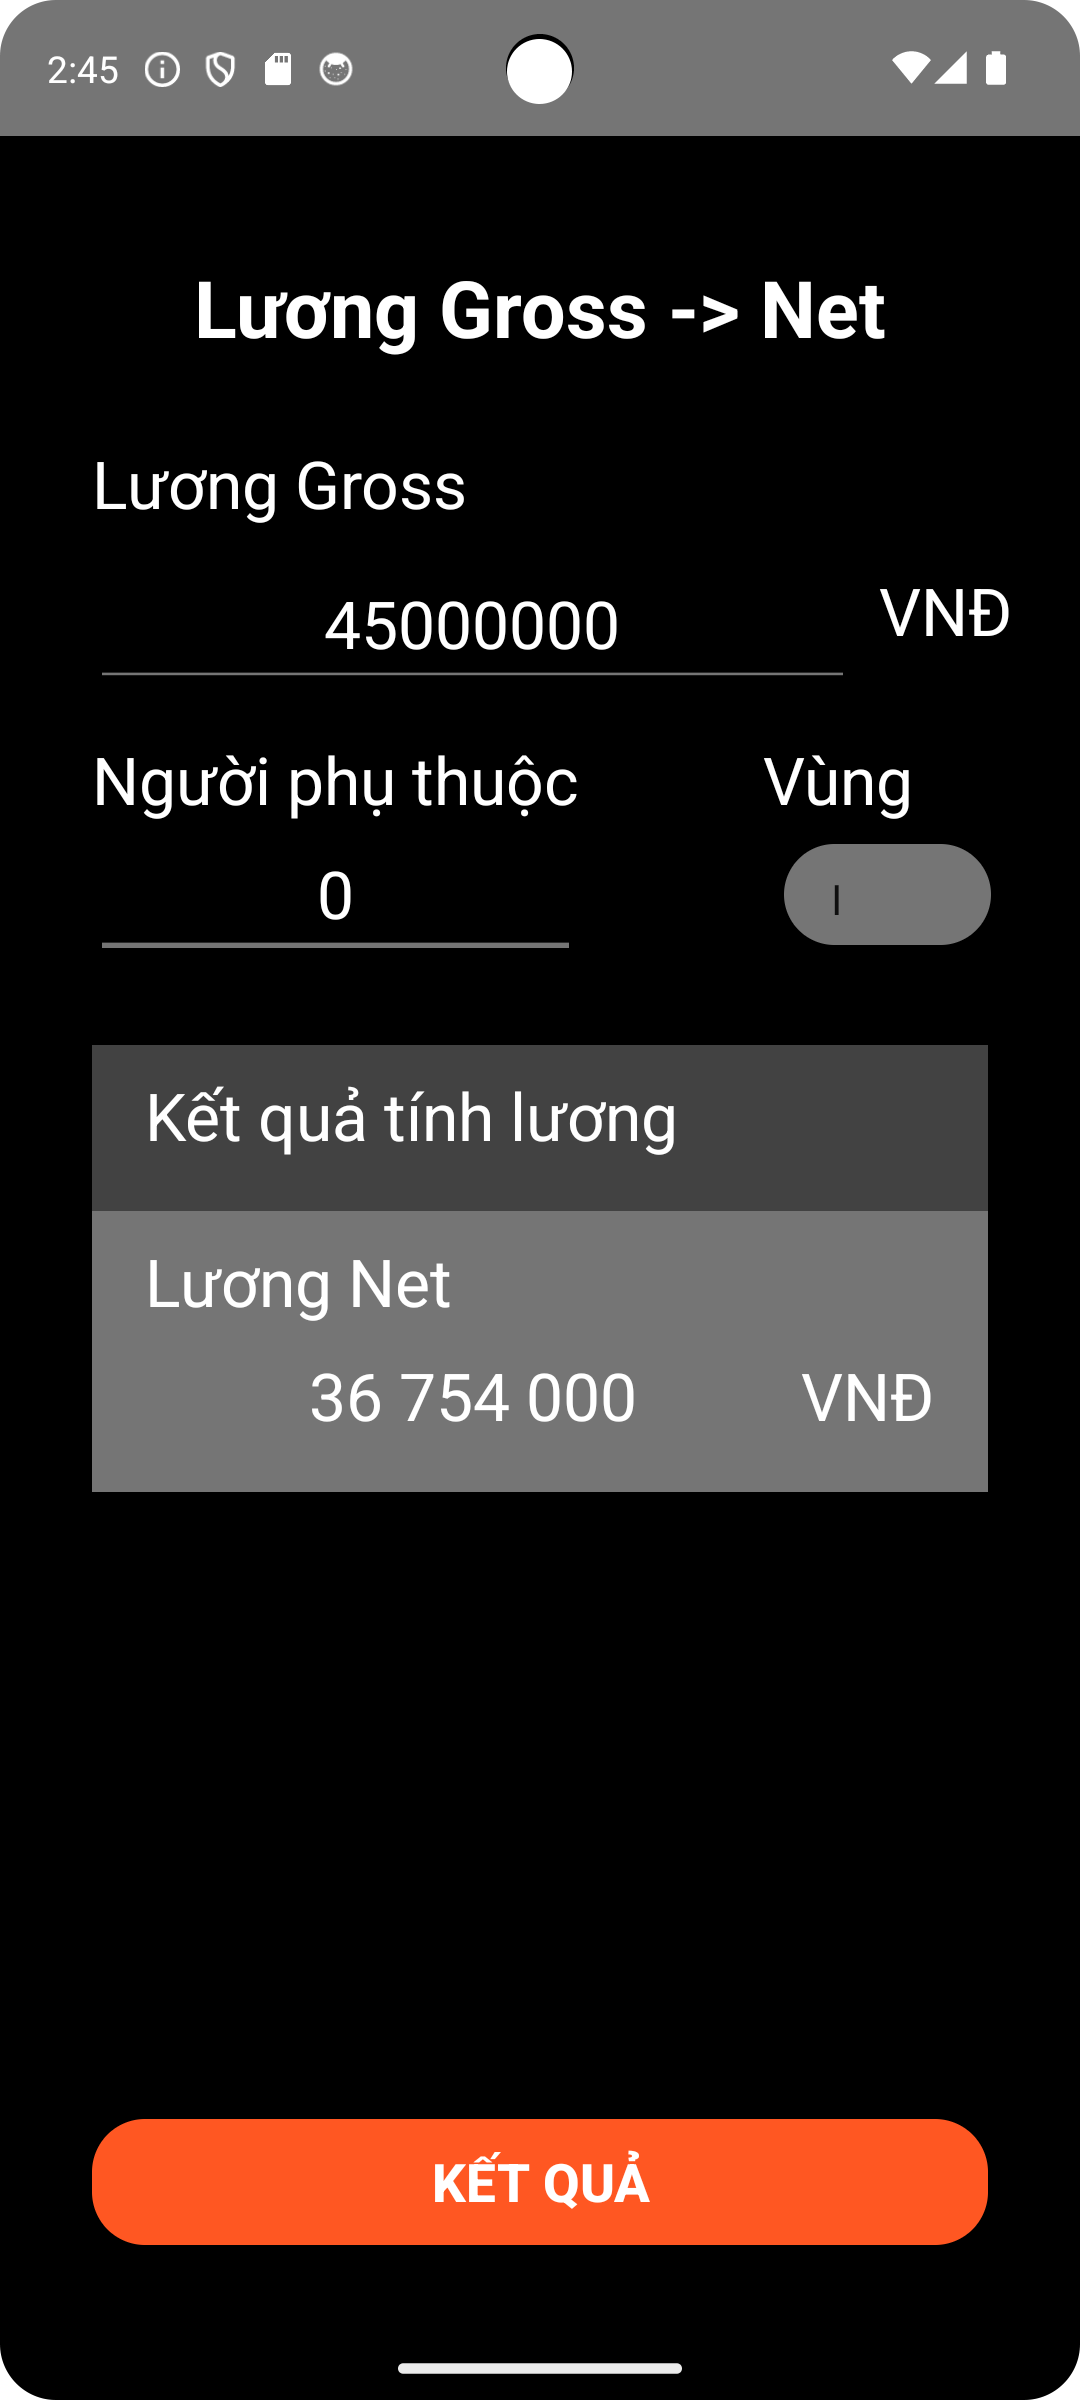 2:45
Lương Gross -> Net
Lương Gross
45000000 VNĐ
Người phụ thuộc Vùng
0 I
Kết quả tính lương
Lương Net
36 754 000 VNĐ
KẾT QUẢ